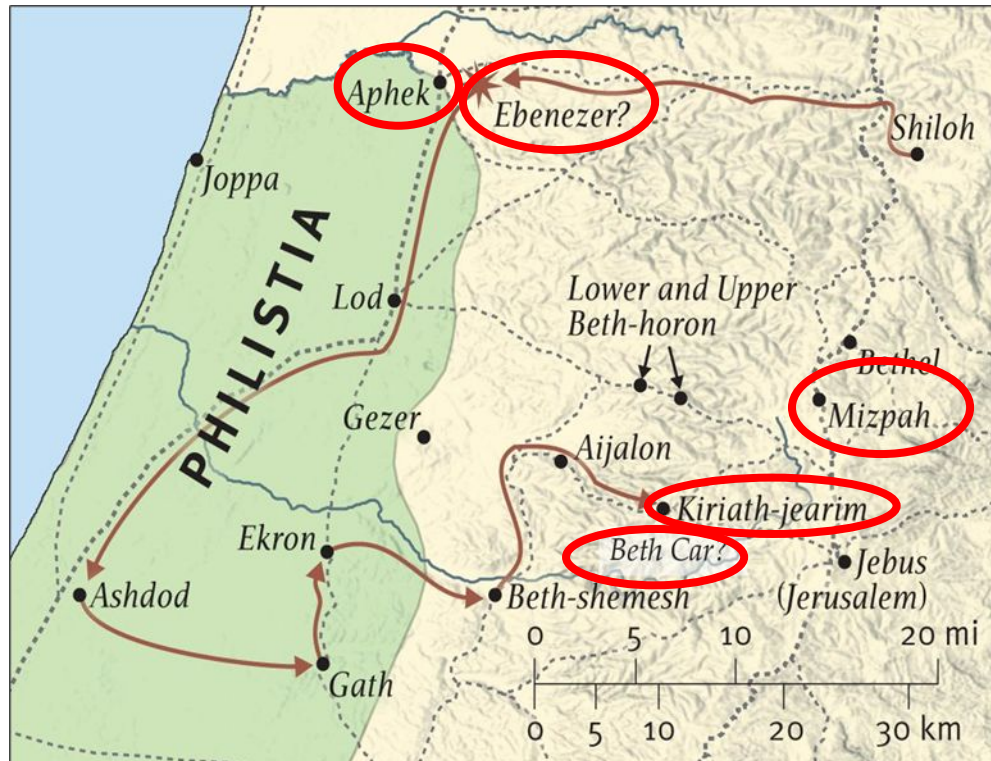 Aphek
Ebenezer?
Shiloh
Joppa
PHILISTIA
Lod
Lower and Upper
Beth-horon
Bethel
Mizpah
Gezer
Aijalon
Kiriath-jearim
Ekron
Beth Car?
Jebus
(Jerusalem)
Ashdod
Beth-shemesh
Gath
0 5 10 20 mi
0 5 10 20 30 km